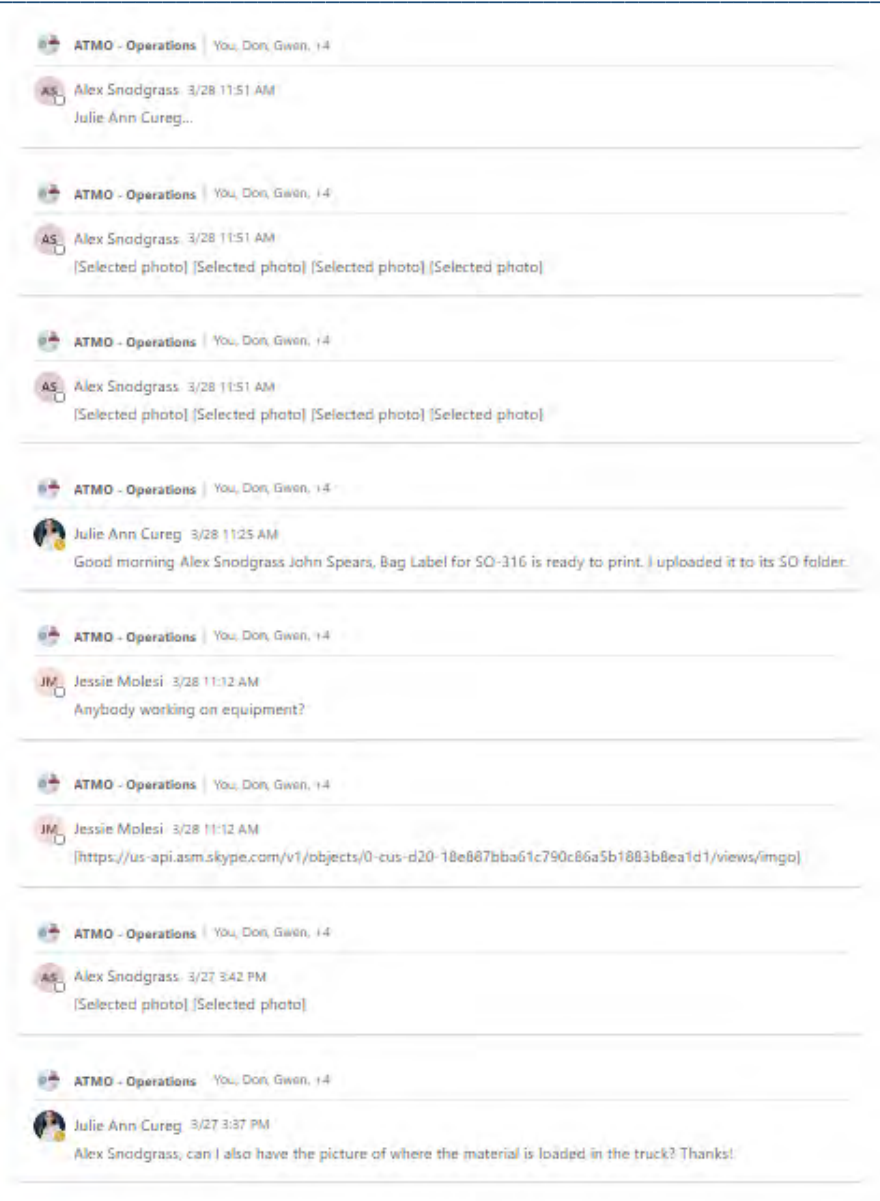 ATMO - Operations | You, Don, Gwen, +4
AS Alex Snodgrass 3/28 11:51 AM
Julie Ann Cureg...
ATMO - Operations | You, Don, Gwen, +4
AS Alex Snodgrass 3/28 11:51 AM
[Selected photo] [Selected photo] [Selected photo] [Selected photo]
ATMO - Operations | You, Don, Gwen, +4
AS Alex Snodgrass 3/28 11:51 AM
[Selected photo] [Selected photo] [Selected photo] [Selected photo]
ATMO - Operations | You, Don, Gwen, +4
Julie Ann Cureg 3/28 11:25 AM
Good morning Alex Snodgrass John Spears, Bag Label for SO-316 is ready to print. I uploaded it to its SO folder.
ATMO - Operations | You, Don, Gwen, +4
JM Jessie Molesi 3/28 11:12 AM
Anybody working on equipment?
ATMO - Operations | You, Don, Gwen, +4
JM Jessie Molesi 3/28 11:12 AM
[https://us-api.asm.skype.com/v1/objects/0-cus-d20-18e887bba61c790c86a5b1883b8ea1d1/views/imgo]
ATMO - Operations | You, Don, Gwen, +4
AS Alex Snodgrass 3/27 3:42 PM
[Selected photo] [Selected photo]
ATMO - Operations You, Don, Gwen, +4
Julie Ann Cureg 3/27 3:37 PM
Alex Snodgrass, can I also have the picture of where the material is loaded in the truck? Thanks!